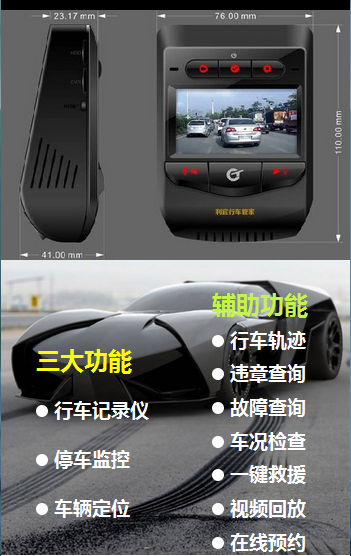 23.17 mm
76.00 mm
110.00 mm
利宜行车管家
41.00 mm
三大功能
● 行车记录仪
● 停车监控
● 车辆定位
辅助功能
● 行车轨迹
● 违章查询
● 故障查询
● 车况检查
● 一键救援
● 视频回放
● 在线预约